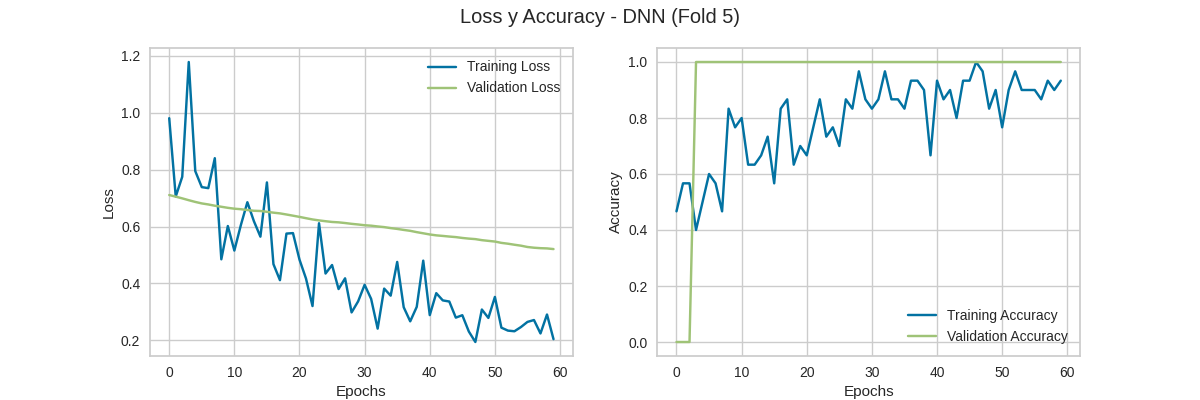 Loss y Accuracy - DNN (Fold 5)
1.2
1.0
0.8
0.6
0.4
0.2
Loss
Training Loss
Validation Loss
0 10 20 30 40 50 60
Epochs
1.0
0.8
0.6
0.4
0.2
0.0
Accuracy
Training Accuracy
Validation Accuracy
0 10 20 30 40 50 60
Epochs